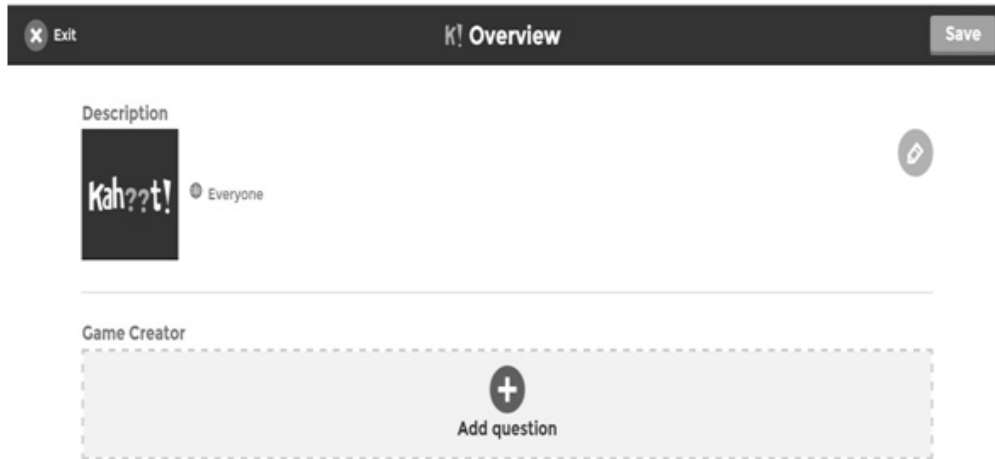 Exit
K! Overview
Save
Description
Kah??t!
Everyone
Game Creator
Add question